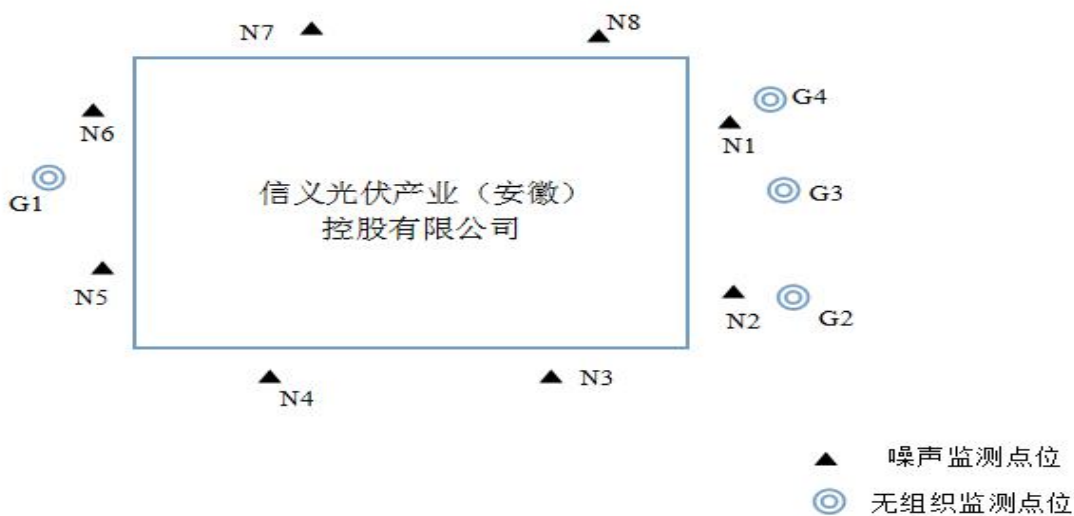 N7
N8
N6
G4
N1
G1
G3
信义光伏产业（安徽）
控股有限公司
N5
N2
G2
N4
N3
噪声监测点位
无组织监测点位